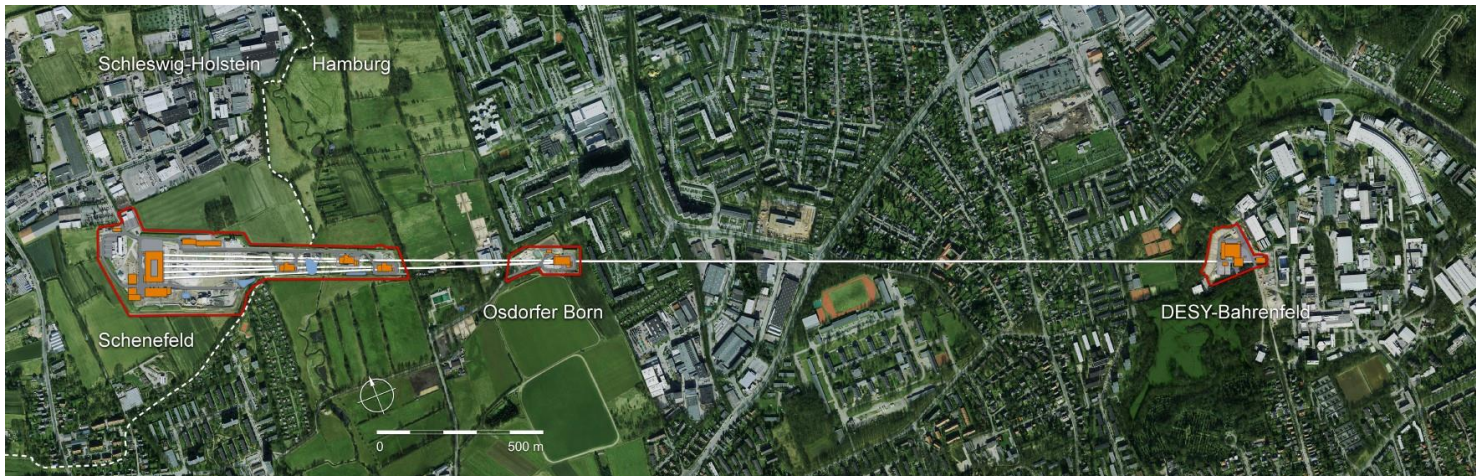 Schleswig-Holstein
Hamburg
Osdorfer Born
DESY-Bahrenfeld
Schenefeld
0
500 m